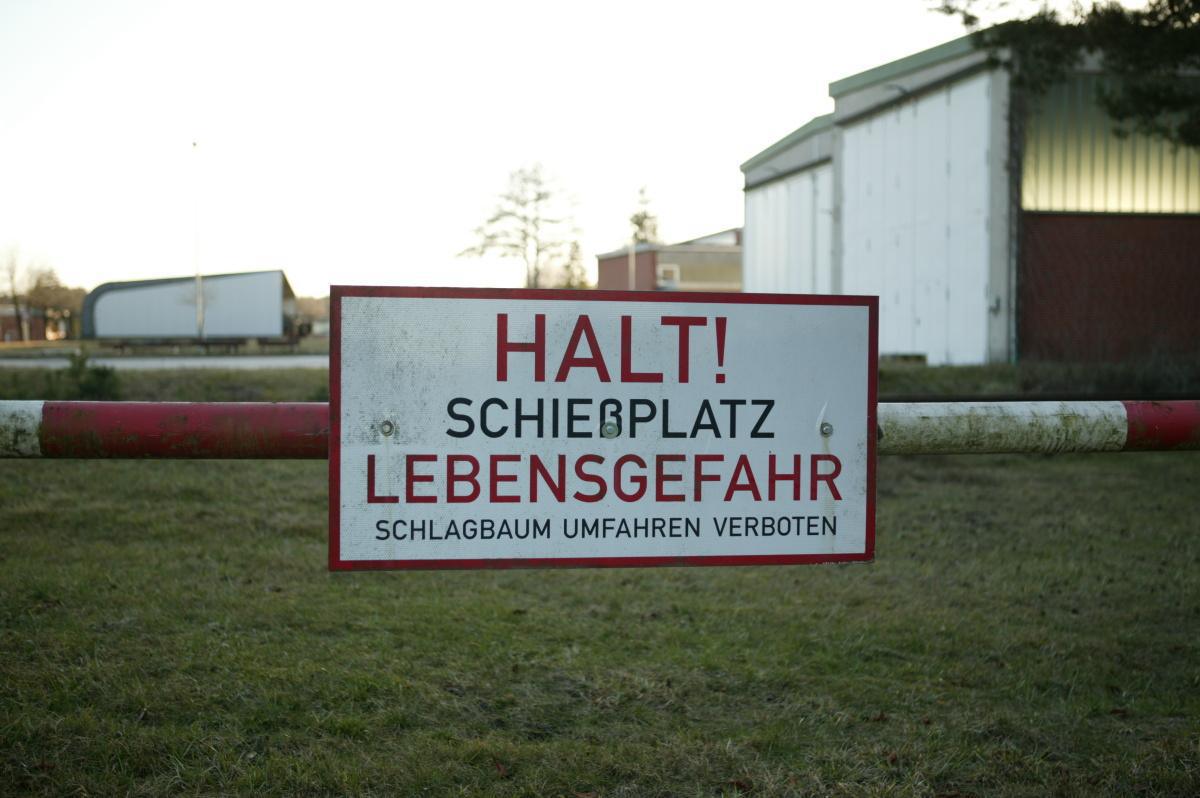 HALT!
SCHIEßPLATZ
LEBENSGEFAHR
SCHLAGBAUM UMFAHREN VERBOTEN